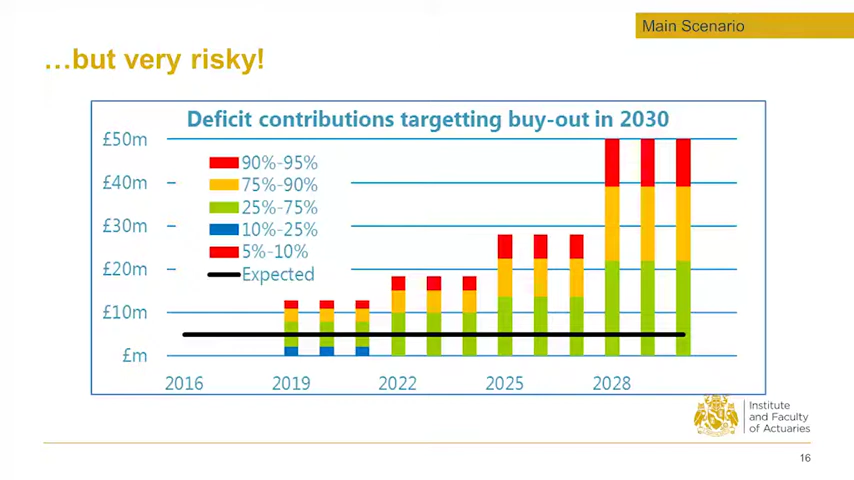 Main Scenario
…but very risky!
Deficit contributions targetting buy-out in 2030
£50m
£40m
£30m
£20m
£10m
£m
90%-95%
75%-90%
25%-75%
10%-25%
5%-10%
Expected
2016
2019
2022
2025
2028
Institute
and Faculty
of Actuaries
16